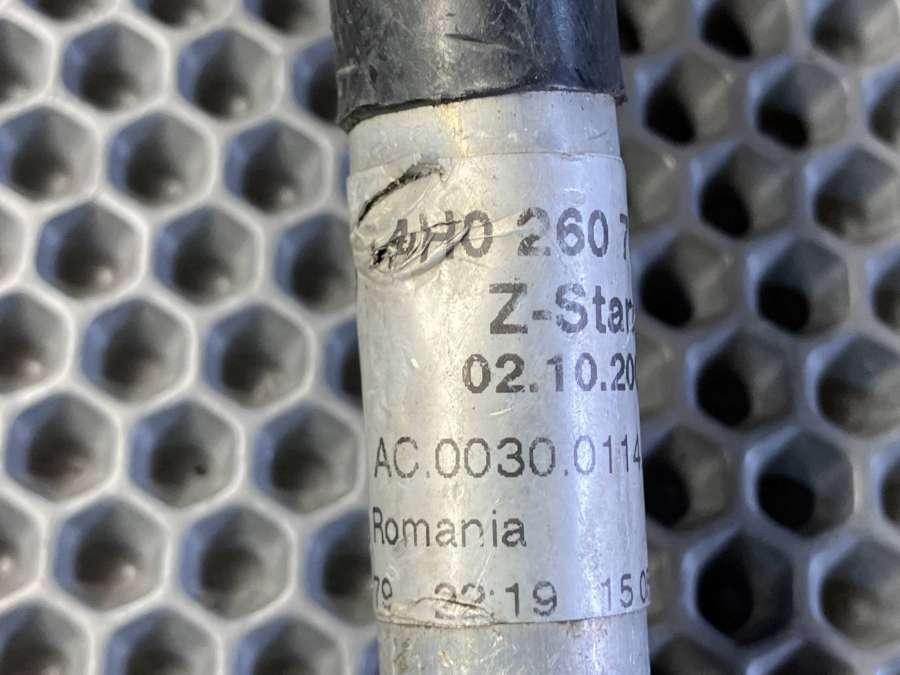 4H0 260 7
Z-Star
02.10.20
AC.0030.0114
Romania
79 22:19 15.0